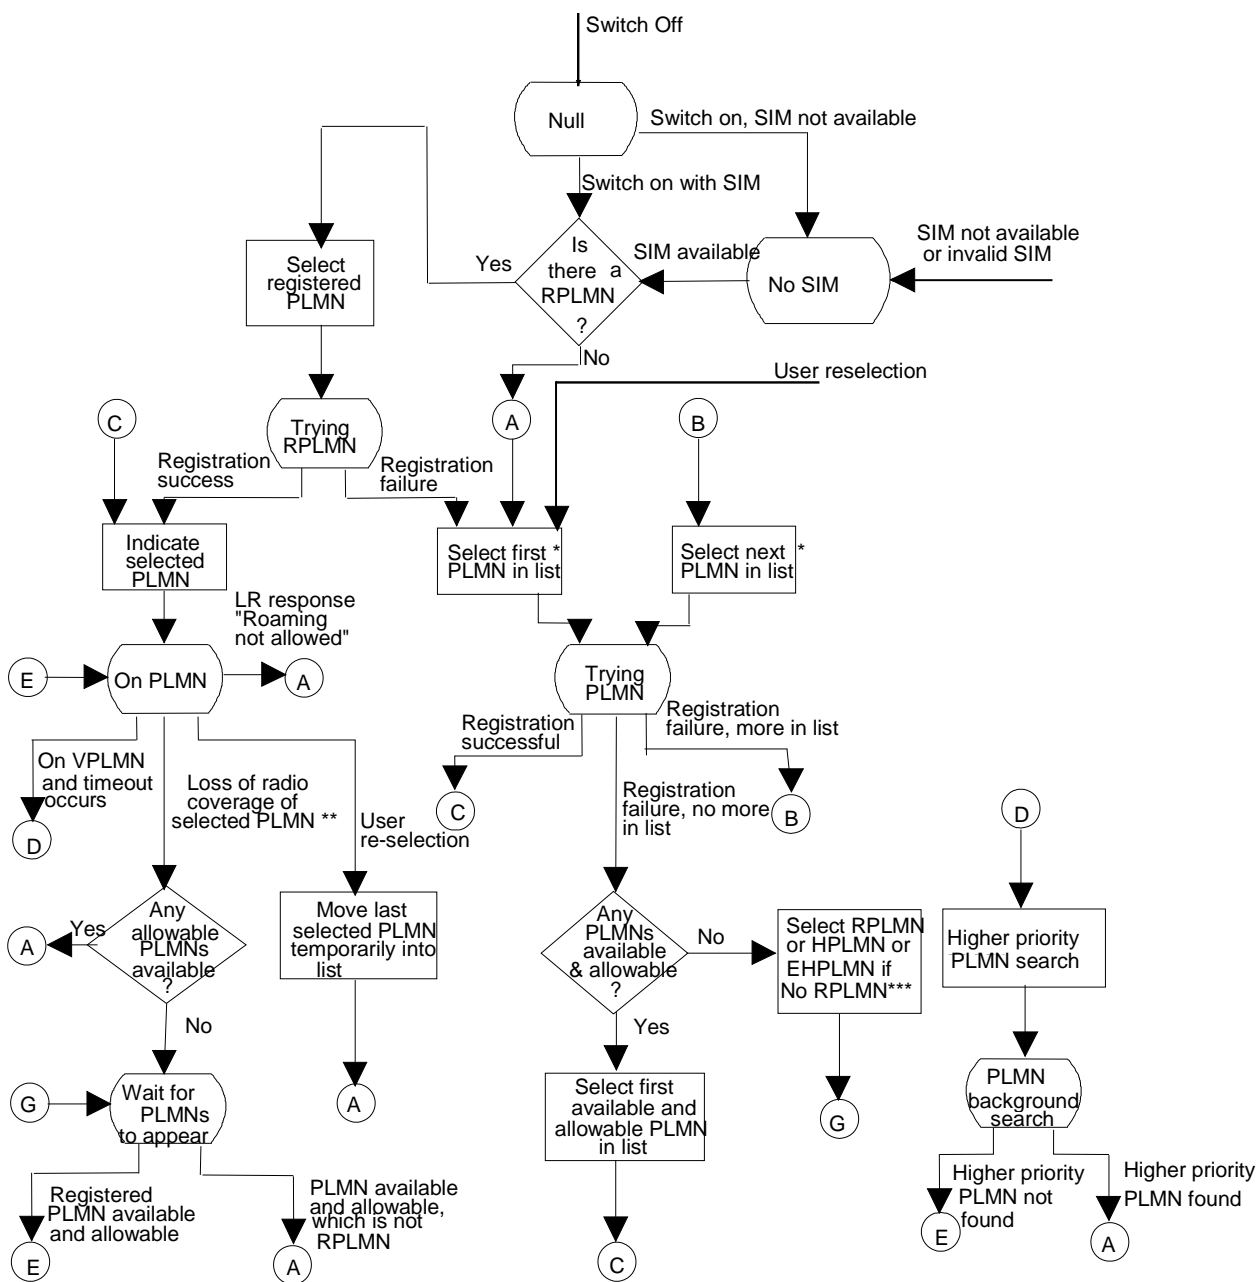 Switch Off
Null
Switch on, SIM not available
Switch on with SIM
SIM not available
or invalid SIM
SIM available
No SIM
Is
there a
RPLMN
?
Yes
No
Select
registered
PLMN
User reselection
C
Trying
RPLMN
A
B
Registration
success
Registration
failure
Indicate
selected
PLMN
Select first *
PLMN in list
Select next *
PLMN in list
LR response
"Roaming
not allowed"
E
On PLMN
A
Trying
PLMN
Registration
successful
Registration
failure, more in list
On VPLMN
and timeout
occurs
Loss of radio
coverage of
selected PLMN **
User
re-selection
Registration
failure, no more
in list
D
C
B
D
A
Yes
Any
allowable
PLMNs
available
?
No
Move last
selected PLMN
temporarily into
list
Any
PLMNs
available
& allowable
?
No
Yes
Select RPLMN
or HPLMN or
EHPLMN if
No RPLMN***
Higher priority
PLMN search
G
Wait for
PLMNs
to appear
A
Select first
available and
allowable PLMN
in list
G
PLMN
background
search
Registered
PLMN available
and allowable
PLMN available
and allowable,
which is not
RPLMN
Higher priority
PLMN not
found
Higher priority
PLMN found
E
A
C
E
A